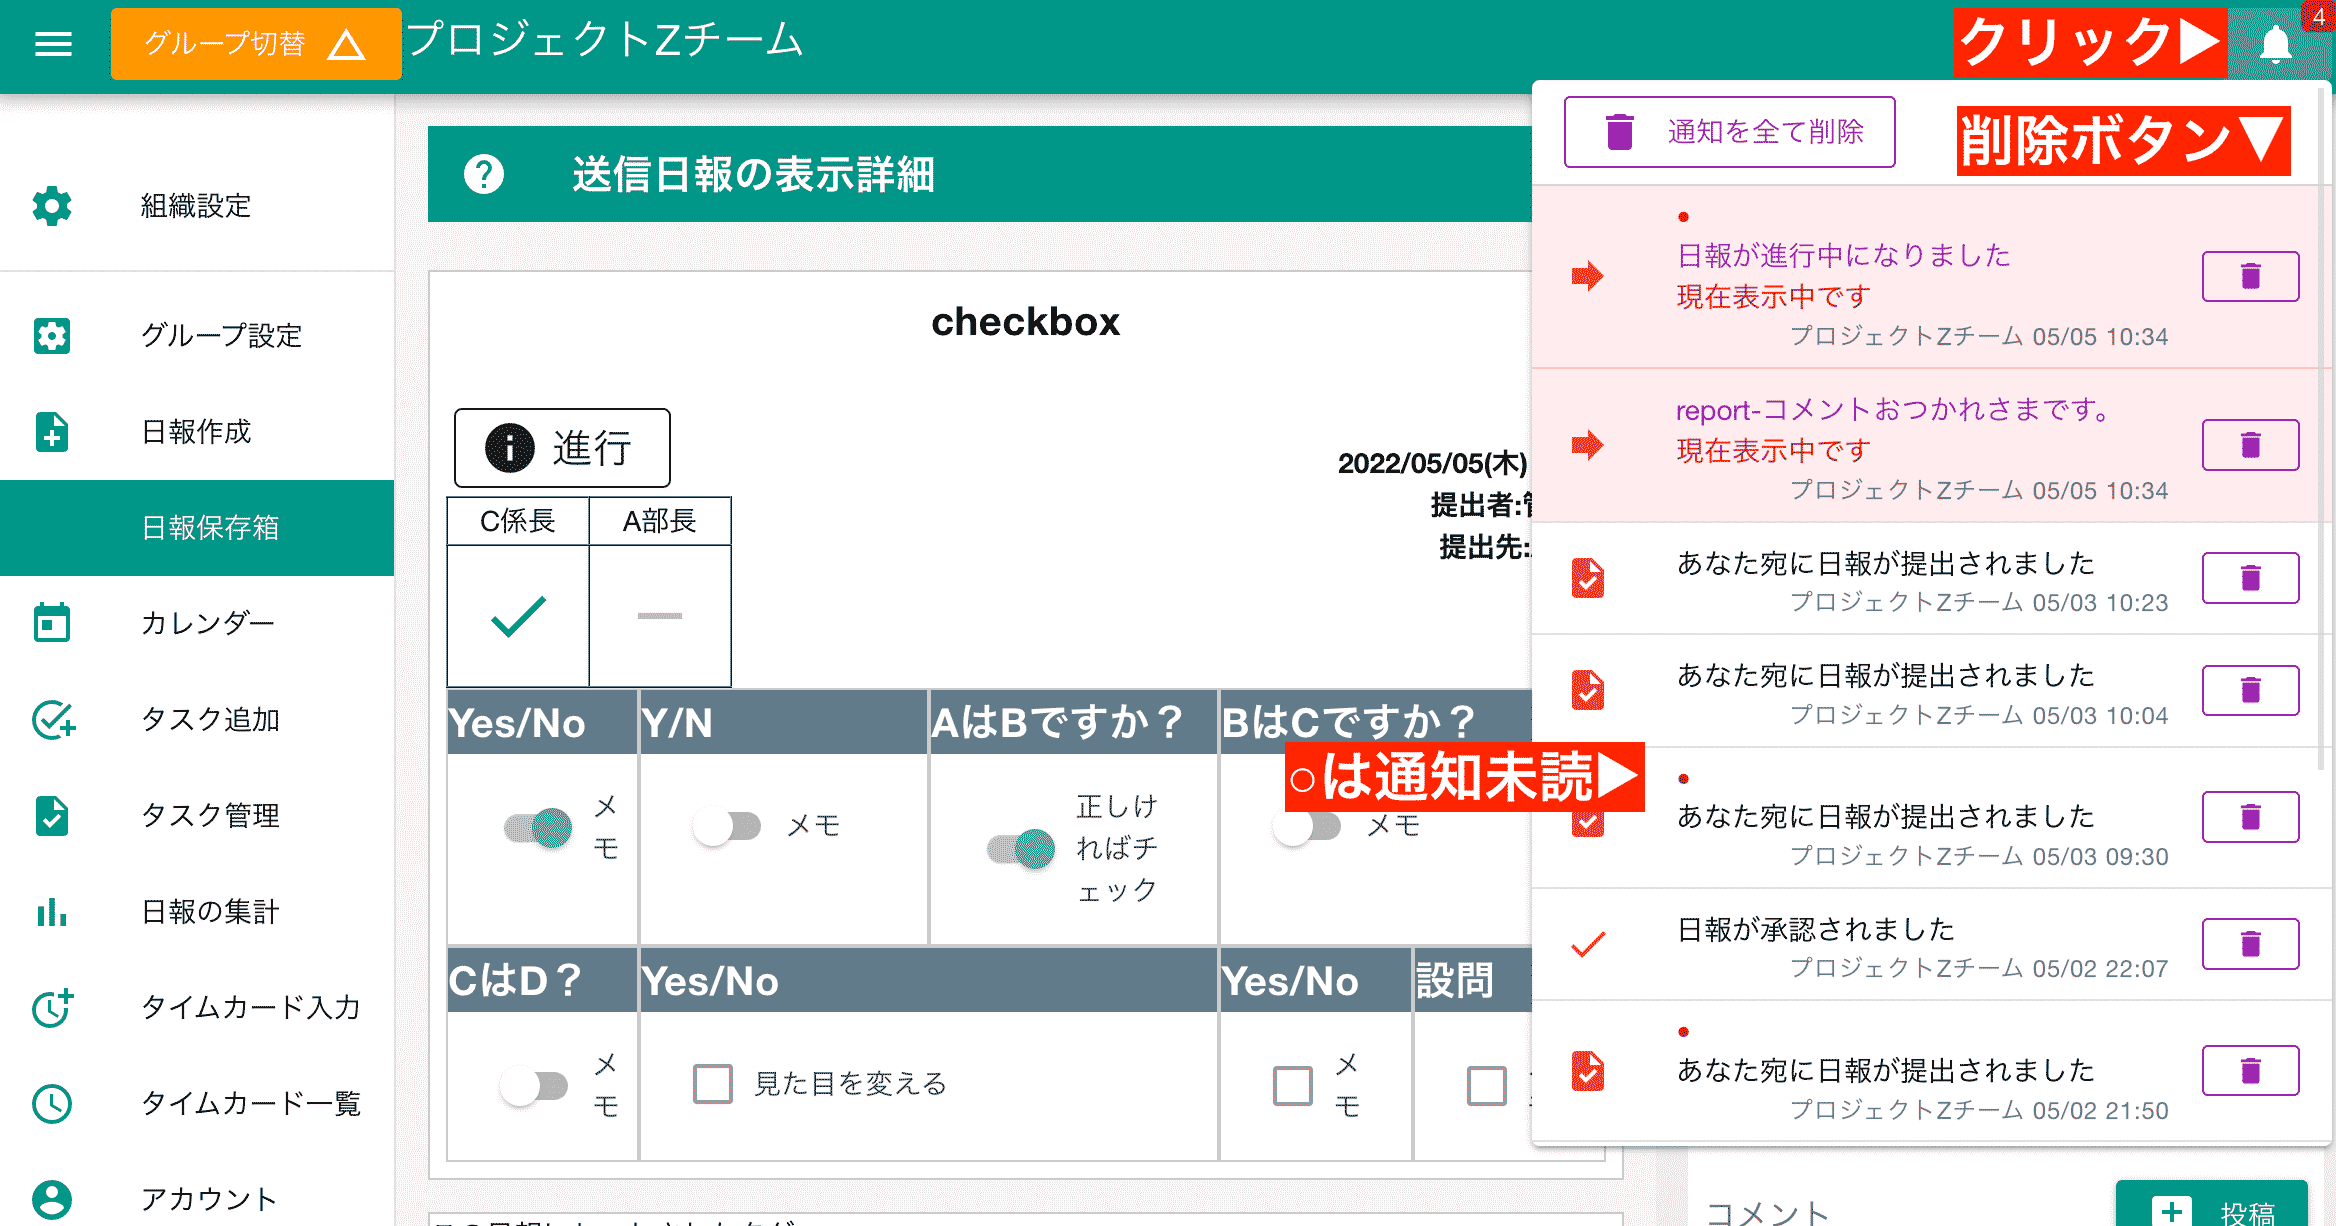 グループ切替
プロジェクトZチーム
クリック▶
4
組織設定
グループ設定
日報作成
日報保存箱
カレンダー
タスク追加
タスク管理
日報の集計
タイムカード入力
タイムカード一覧
アカウント
送信日報の表示詳細
checkbox
進行
2022/05/05(木)
提出者:
提出先:
C係長
A部長
Yes/No
Y/N
AはBですか？
BはCですか？
メモ
メモ
正しければチェック
メモ
CはD？
Yes/No
Yes/No
設問
メモ
見た目を変える
メモ
通知を全て削除
削除ボタン▼
日報が進行中になりました
現在表示中です
プロジェクトZチーム 05/05 10:34
report-コメントおつかれさまです。
現在表示中です
プロジェクトZチーム 05/05 10:34
あなた宛に日報が提出されました
プロジェクトZチーム 05/03 10:23
あなた宛に日報が提出されました
プロジェクトZチーム 05/03 10:04
○は通知未読▶
あなた宛に日報が提出されました
プロジェクトZチーム 05/03 09:30
日報が承認されました
プロジェクトZチーム 05/02 22:07
あなた宛に日報が提出されました
プロジェクトZチーム 05/02 21:50
コメント
投稿